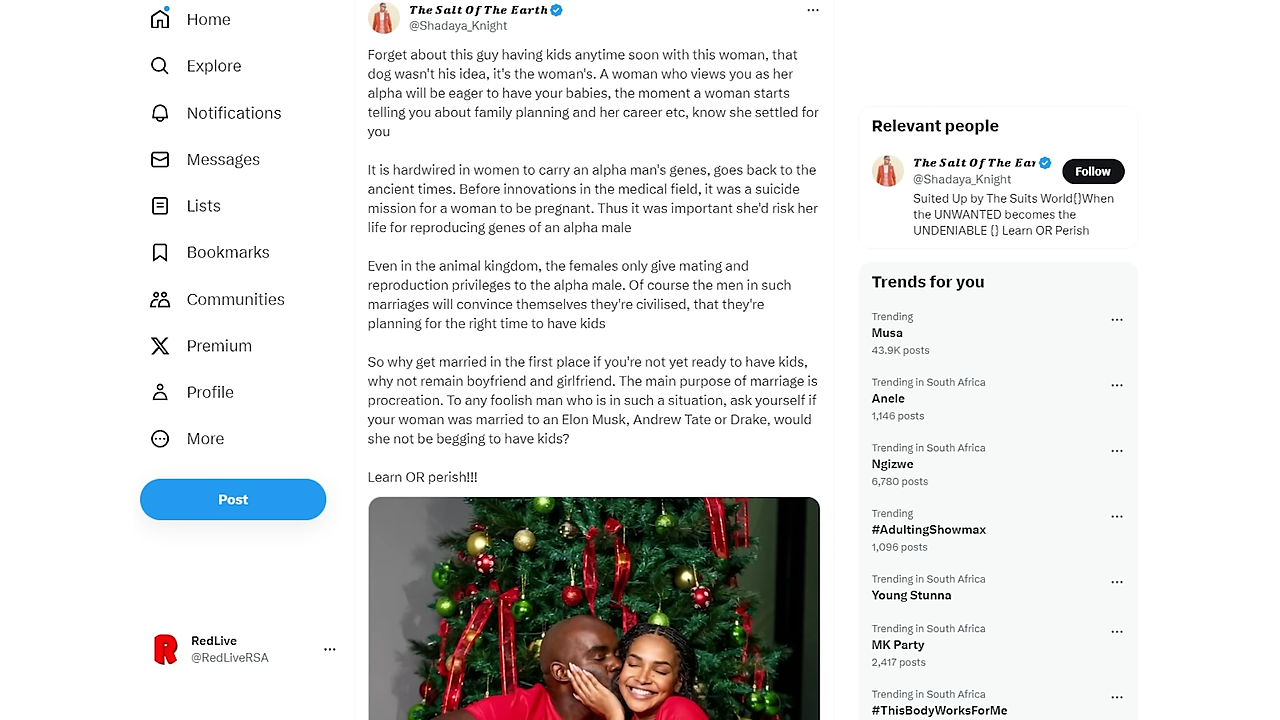 Home
Explore
Notifications
Messages
Lists
Bookmarks
Communities
Premium
Profile
More
Post
RedLive
@RedLiveRSA
The Salt Of The Earth
@Shadaya_Knight
Forget about this guy having kids anytime soon with this woman, that
dog wasn't his idea, it's the woman's. A woman who views you as her
alpha will be eager to have your babies, the moment a woman starts
telling you about family planning and her career etc, know she settled for
you
It is hardwired in women to carry an alpha man's genes, goes back to the
ancient times. Before innovations in the medical field, it was a suicide
mission for a woman to be pregnant. Thus it was important she'd risk her
life for reproducing genes of an alpha male
Even in the animal kingdom, the females only give mating and
reproduction privileges to the alpha male. Of course the men in such
marriages will convince themselves they're civilised, that they're
planning for the right time to have kids
So why get married in the first place if you're not yet ready to have kids,
why not remain boyfriend and girlfriend. The main purpose of marriage is
procreation. To any foolish man who is in such a situation, ask yourself if
your woman was married to an Elon Musk, Andrew Tate or Drake, would
she not be begging to have kids?
Learn OR perish!!!
Relevant people
The Salt Of The Ear
@Shadaya_Knight
Follow
Suited Up by The Suits World{}When
the UNWANTED becomes the
UNDENIABLE {} Learn OR Perish
Trends for you
Trending
Musa
43.9K posts
Trending in South Africa
Anele
1,146 posts
Trending in South Africa
Ngizwe
6,780 posts
Trending
#AdultingShowmax
1,096 posts
Trending in South Africa
Young Stunna
Trending in South Africa
MK Party
2,417 posts
Trending in South Africa
#ThisBodyWorksForMe